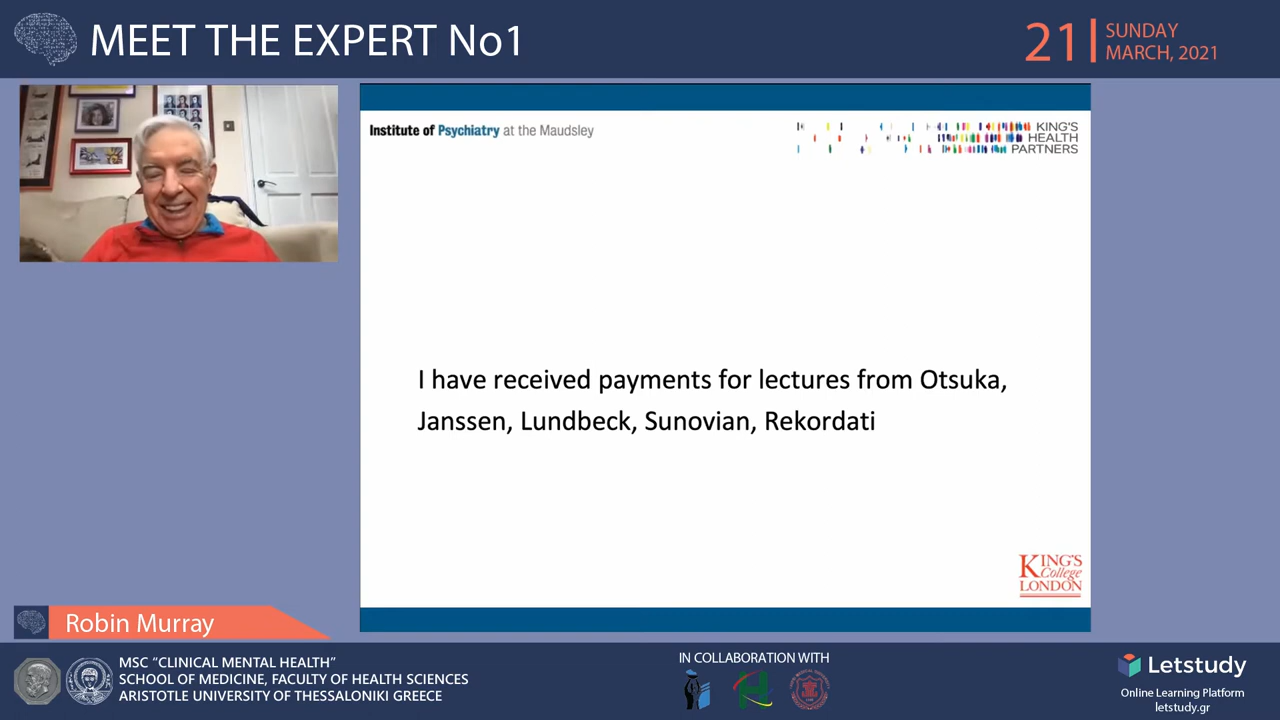 MEET THE EXPERT No1
21
SUNDAY
MARCH, 2021
Institute of Psychiatry at the Maudsley
KING'S
HEALTH
PARTNERS
I have received payments for lectures from Otsuka,
Janssen, Lundbeck, Sunovian, Rekordati
KING'S
College
LONDON
Robin Murray
MSC “CLINICAL MENTAL HEALTH”
SCHOOL OF MEDICINE, FACULTY OF HEALTH SCIENCES
ARISTOTLE UNIVERSITY OF THESSALONIKI GREECE
IN COLLABORATION WITH
Letstudy
Online Learning Platform
letstudy.gr